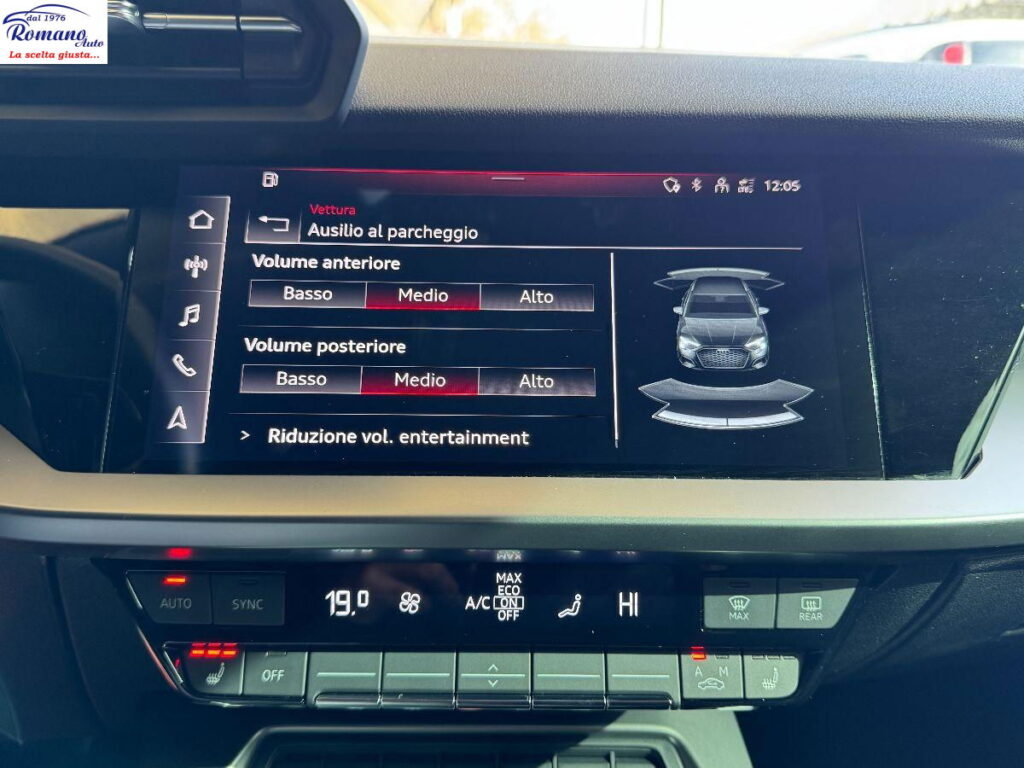 dal 1976
Romano
Auto
La scelta giusta...
12:05
Vettura
Ausilio al parcheggio
Volume anteriore
Basso Medio Alto
Volume posteriore
Basso Medio Alto
> Riduzione vol. entertainment
AUTO SYNC 19.0 A/C MAX
ECO
ON
OFF
HI MAX REAR
OFF A M